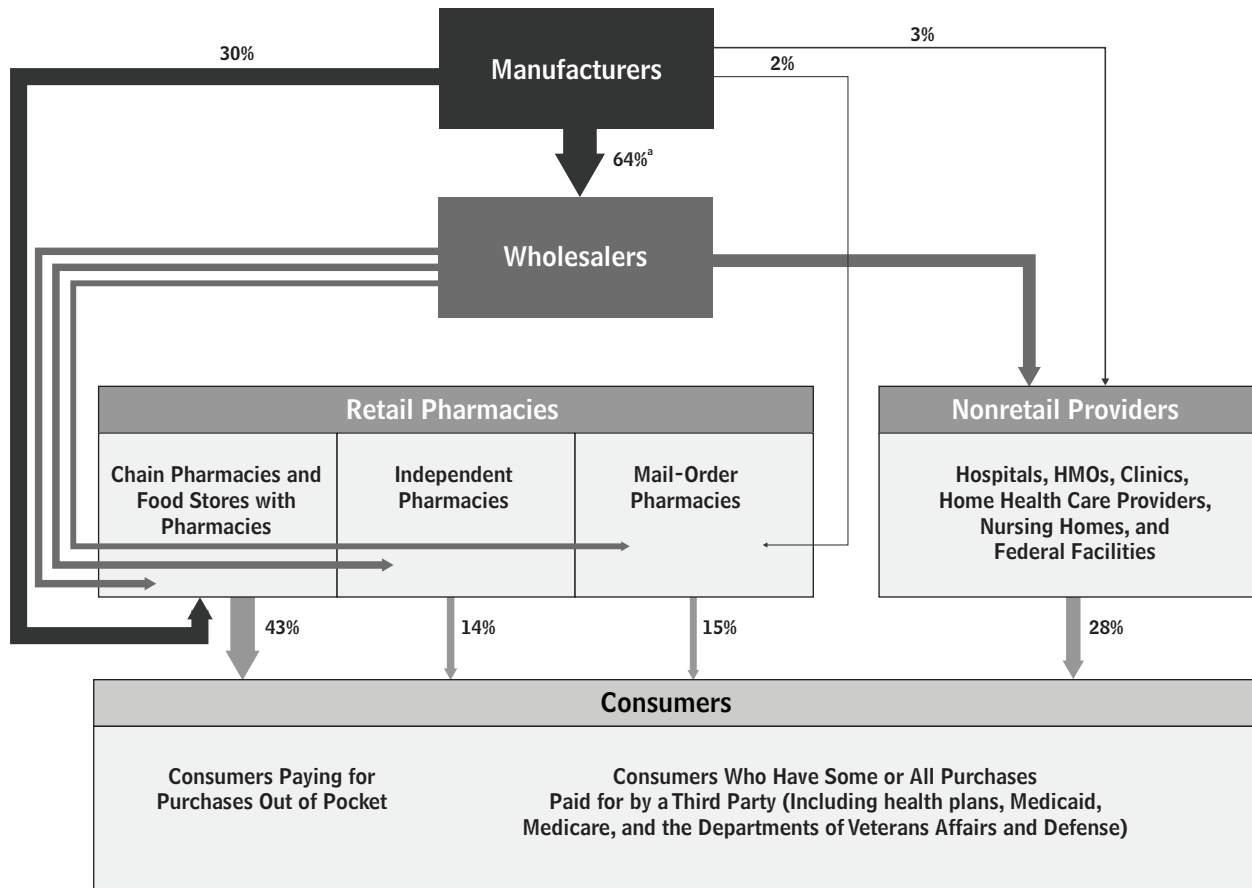 30%
Manufacturers
3%
2%
64%a
Wholesalers
Retail Pharmacies
Chain Pharmacies and
Food Stores with
Pharmacies
Independent
Pharmacies
Mail-Order
Pharmacies
Nonretail Providers
Hospitals, HMOs, Clinics,
Home Health Care Providers,
Nursing Homes, and
Federal Facilities
43%
14%
15%
28%
Consumers
Consumers Paying for
Purchases Out of Pocket
Consumers Who Have Some or All Purchases
Paid for by a Third Party (Including health plans, Medicaid,
Medicare, and the Departments of Veterans Affairs and Defense)